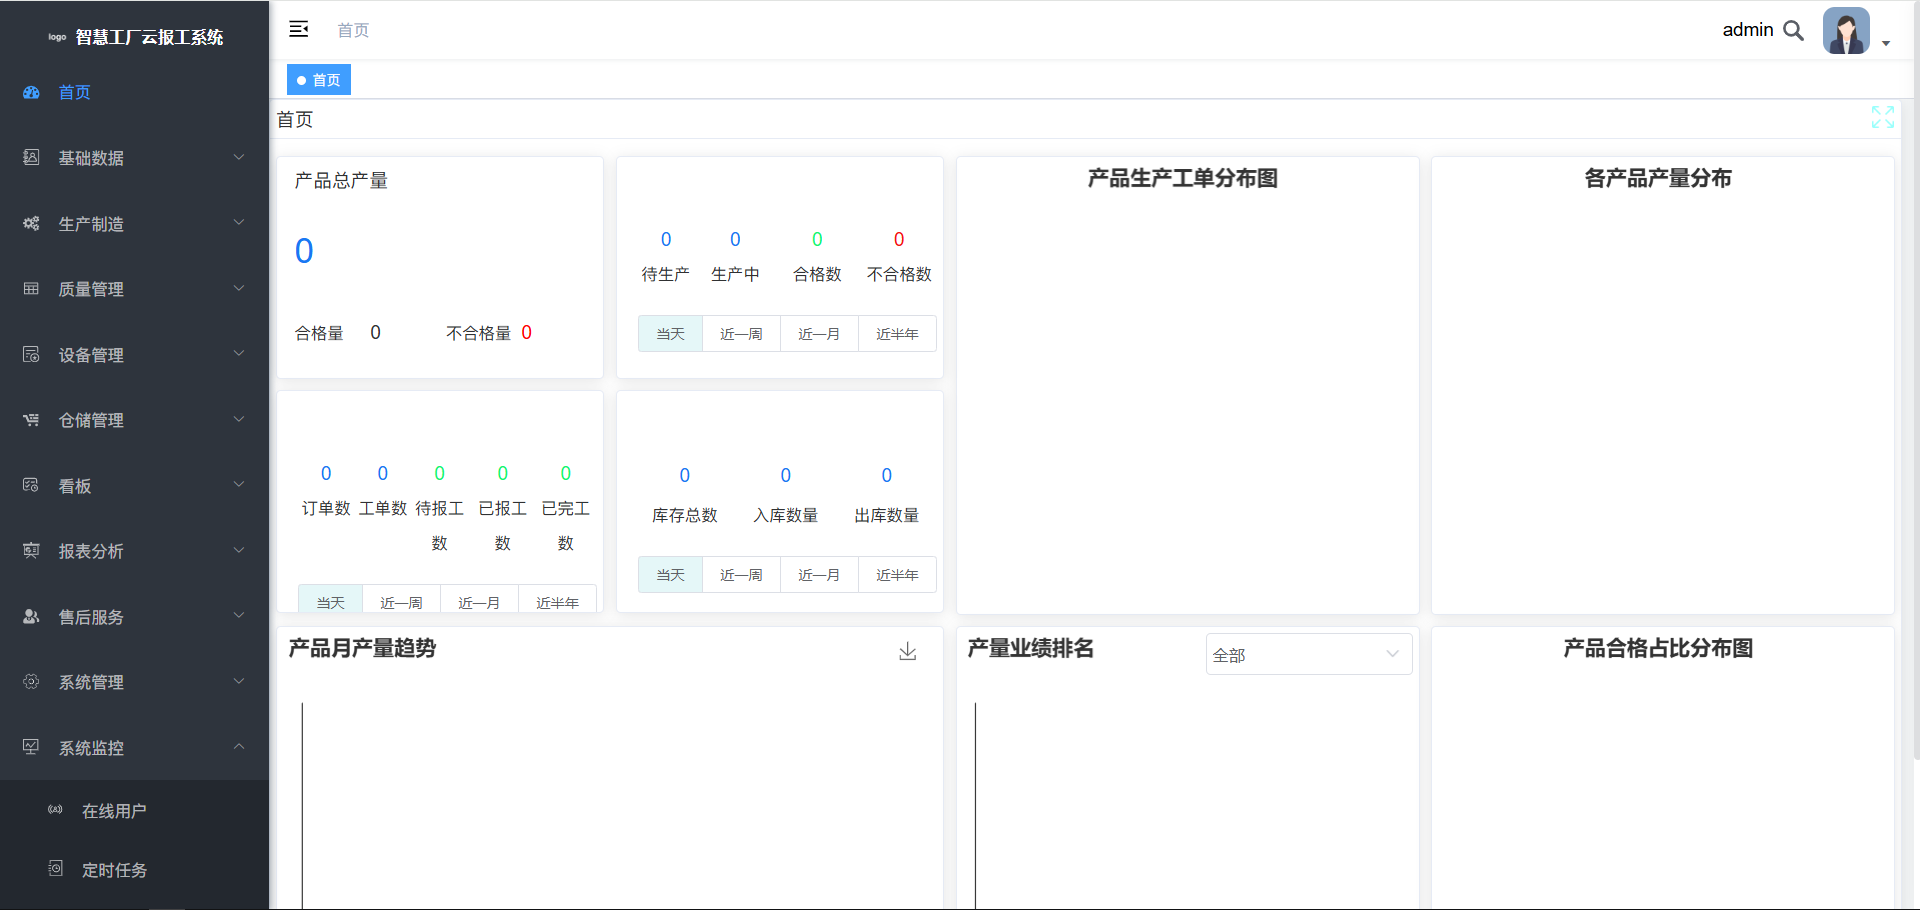 logo 智慧工厂云报工系统
首页
基础数据
生产制造
质量管理
设备管理
仓储管理
看板
报表分析
售后服务
系统管理
系统监控
在线用户
定时任务
首页
admin
首页
首页
产品总产量
0
合格量 0 不合格量 0
0 0 0 0
待生产 生产中 合格数 不合格数
当天 近一周 近一月 近半年
产品生产工单分布图
各产品产量分布
0 0 0 0 0
订单数 工单数 待报工数 已报工数 已完工数
当天 近一周 近一月 近半年
0 0 0
库存总数 入库数量 出库数量
当天 近一周 近一月 近半年
产品月产量趋势
产量业绩排名
全部
产品合格占比分布图